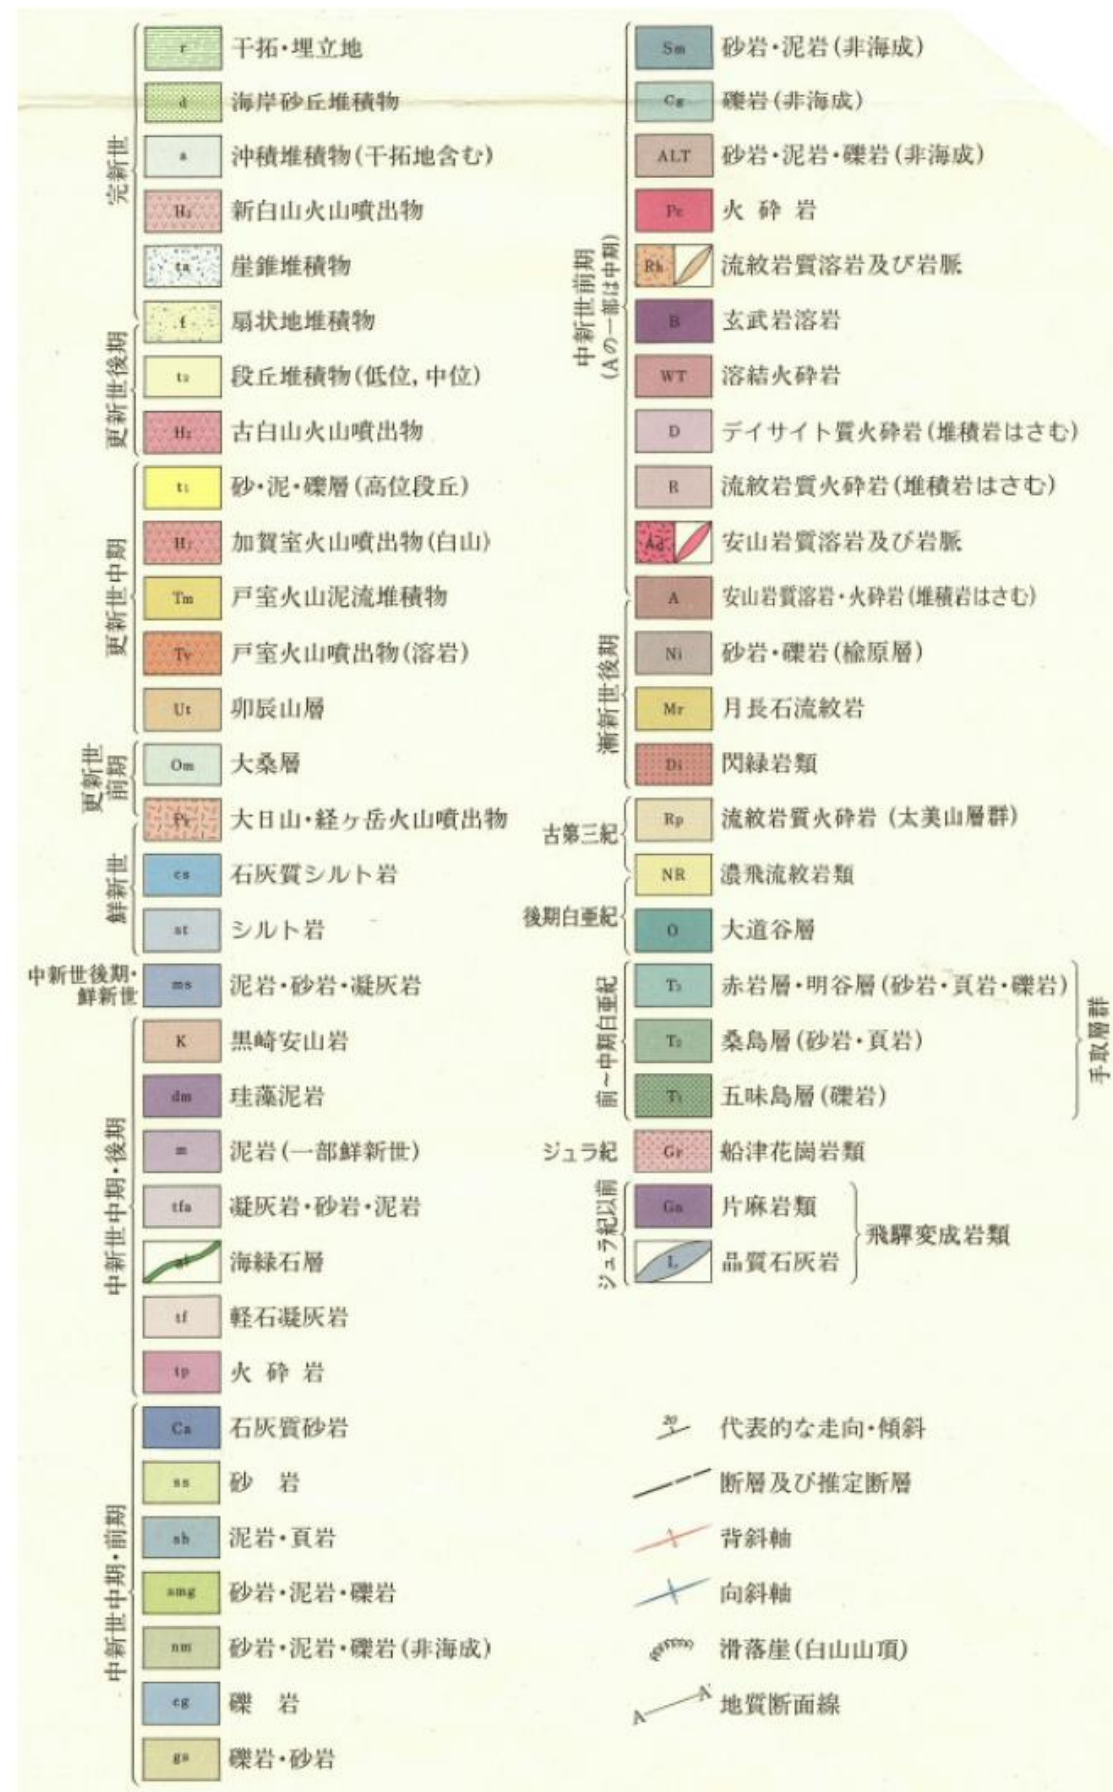 完新世
r 干拓・埋立地
d 海岸砂丘堆積物
a 沖積堆積物(干拓地含む)
H₃ 新白山火山噴出物
ta 崖錐堆積物
f 扇状地堆積物
更新世後期
t₂ 段丘堆積物(低位,中位)
H₂ 古白山火山噴出物
更新世中期
t₁ 砂・泥・礫層(高位段丘)
H₁ 加賀室火山噴出物(白山)
Tm 戸室火山泥流堆積物
Tv 戸室火山噴出物(溶岩)
Ut 卯辰山層
更新世前期
Om 大桑層
大日山・経ヶ岳火山噴出物
鮮新世
cs 石灰質シルト岩
st シルト岩
中新世後期・鮮新世
ms 泥岩・砂岩・凝灰岩
中新世中期・後期
K 黒崎安山岩
dm 珪藻泥岩
m 泥岩(一部鮮新世)
tfa 凝灰岩・砂岩・泥岩
海緑石層
tf 軽石凝灰岩
tp 火砕岩
中新世中期・前期
Ca 石灰質砂岩
ss 砂岩
sh 泥岩・頁岩
smg 砂岩・泥岩・礫岩
nm 砂岩・泥岩・礫岩(非海成)
cg 礫岩
gs 礫岩・砂岩
中新世前期
(Aの一部は中期)
Sm 砂岩・泥岩(非海成)
Cg 礫岩(非海成)
ALT 砂岩・泥岩・礫岩(非海成)
Pc 火砕岩
Rh 流紋岩質溶岩及び岩脈
B 玄武岩溶岩
WT 溶結火砕岩
D デイサイト質火砕岩(堆積岩はさむ)
R 流紋岩質火砕岩(堆積岩はさむ)
Ad 安山岩質溶岩及び岩脈
A 安山岩質溶岩・火砕岩(堆積岩はさむ)
漸新世後期
Ni 砂岩・礫岩(楡原層)
Mr 月長石流紋岩
Di 閃緑岩類
古第三紀
Rp 流紋岩質火砕岩 (太美山層群)
NR 濃飛流紋岩類
後期白亜紀
O 大道谷層
前～中期白亜紀
T₃ 赤岩層・明谷層(砂岩・頁岩・礫岩)
T₂ 桑島層(砂岩・頁岩)
T₁ 五味島層(礫岩)
手取層群
ジュラ紀
Gr 船津花崗岩類
ジュラ紀以前
Gn 片麻岩類
L 晶質石灰岩
飛驒変成岩類
20 代表的な走向・傾斜
断層及び推定断層
背斜軸
向斜軸
滑落崖(白山山頂)
A A' 地質断面線